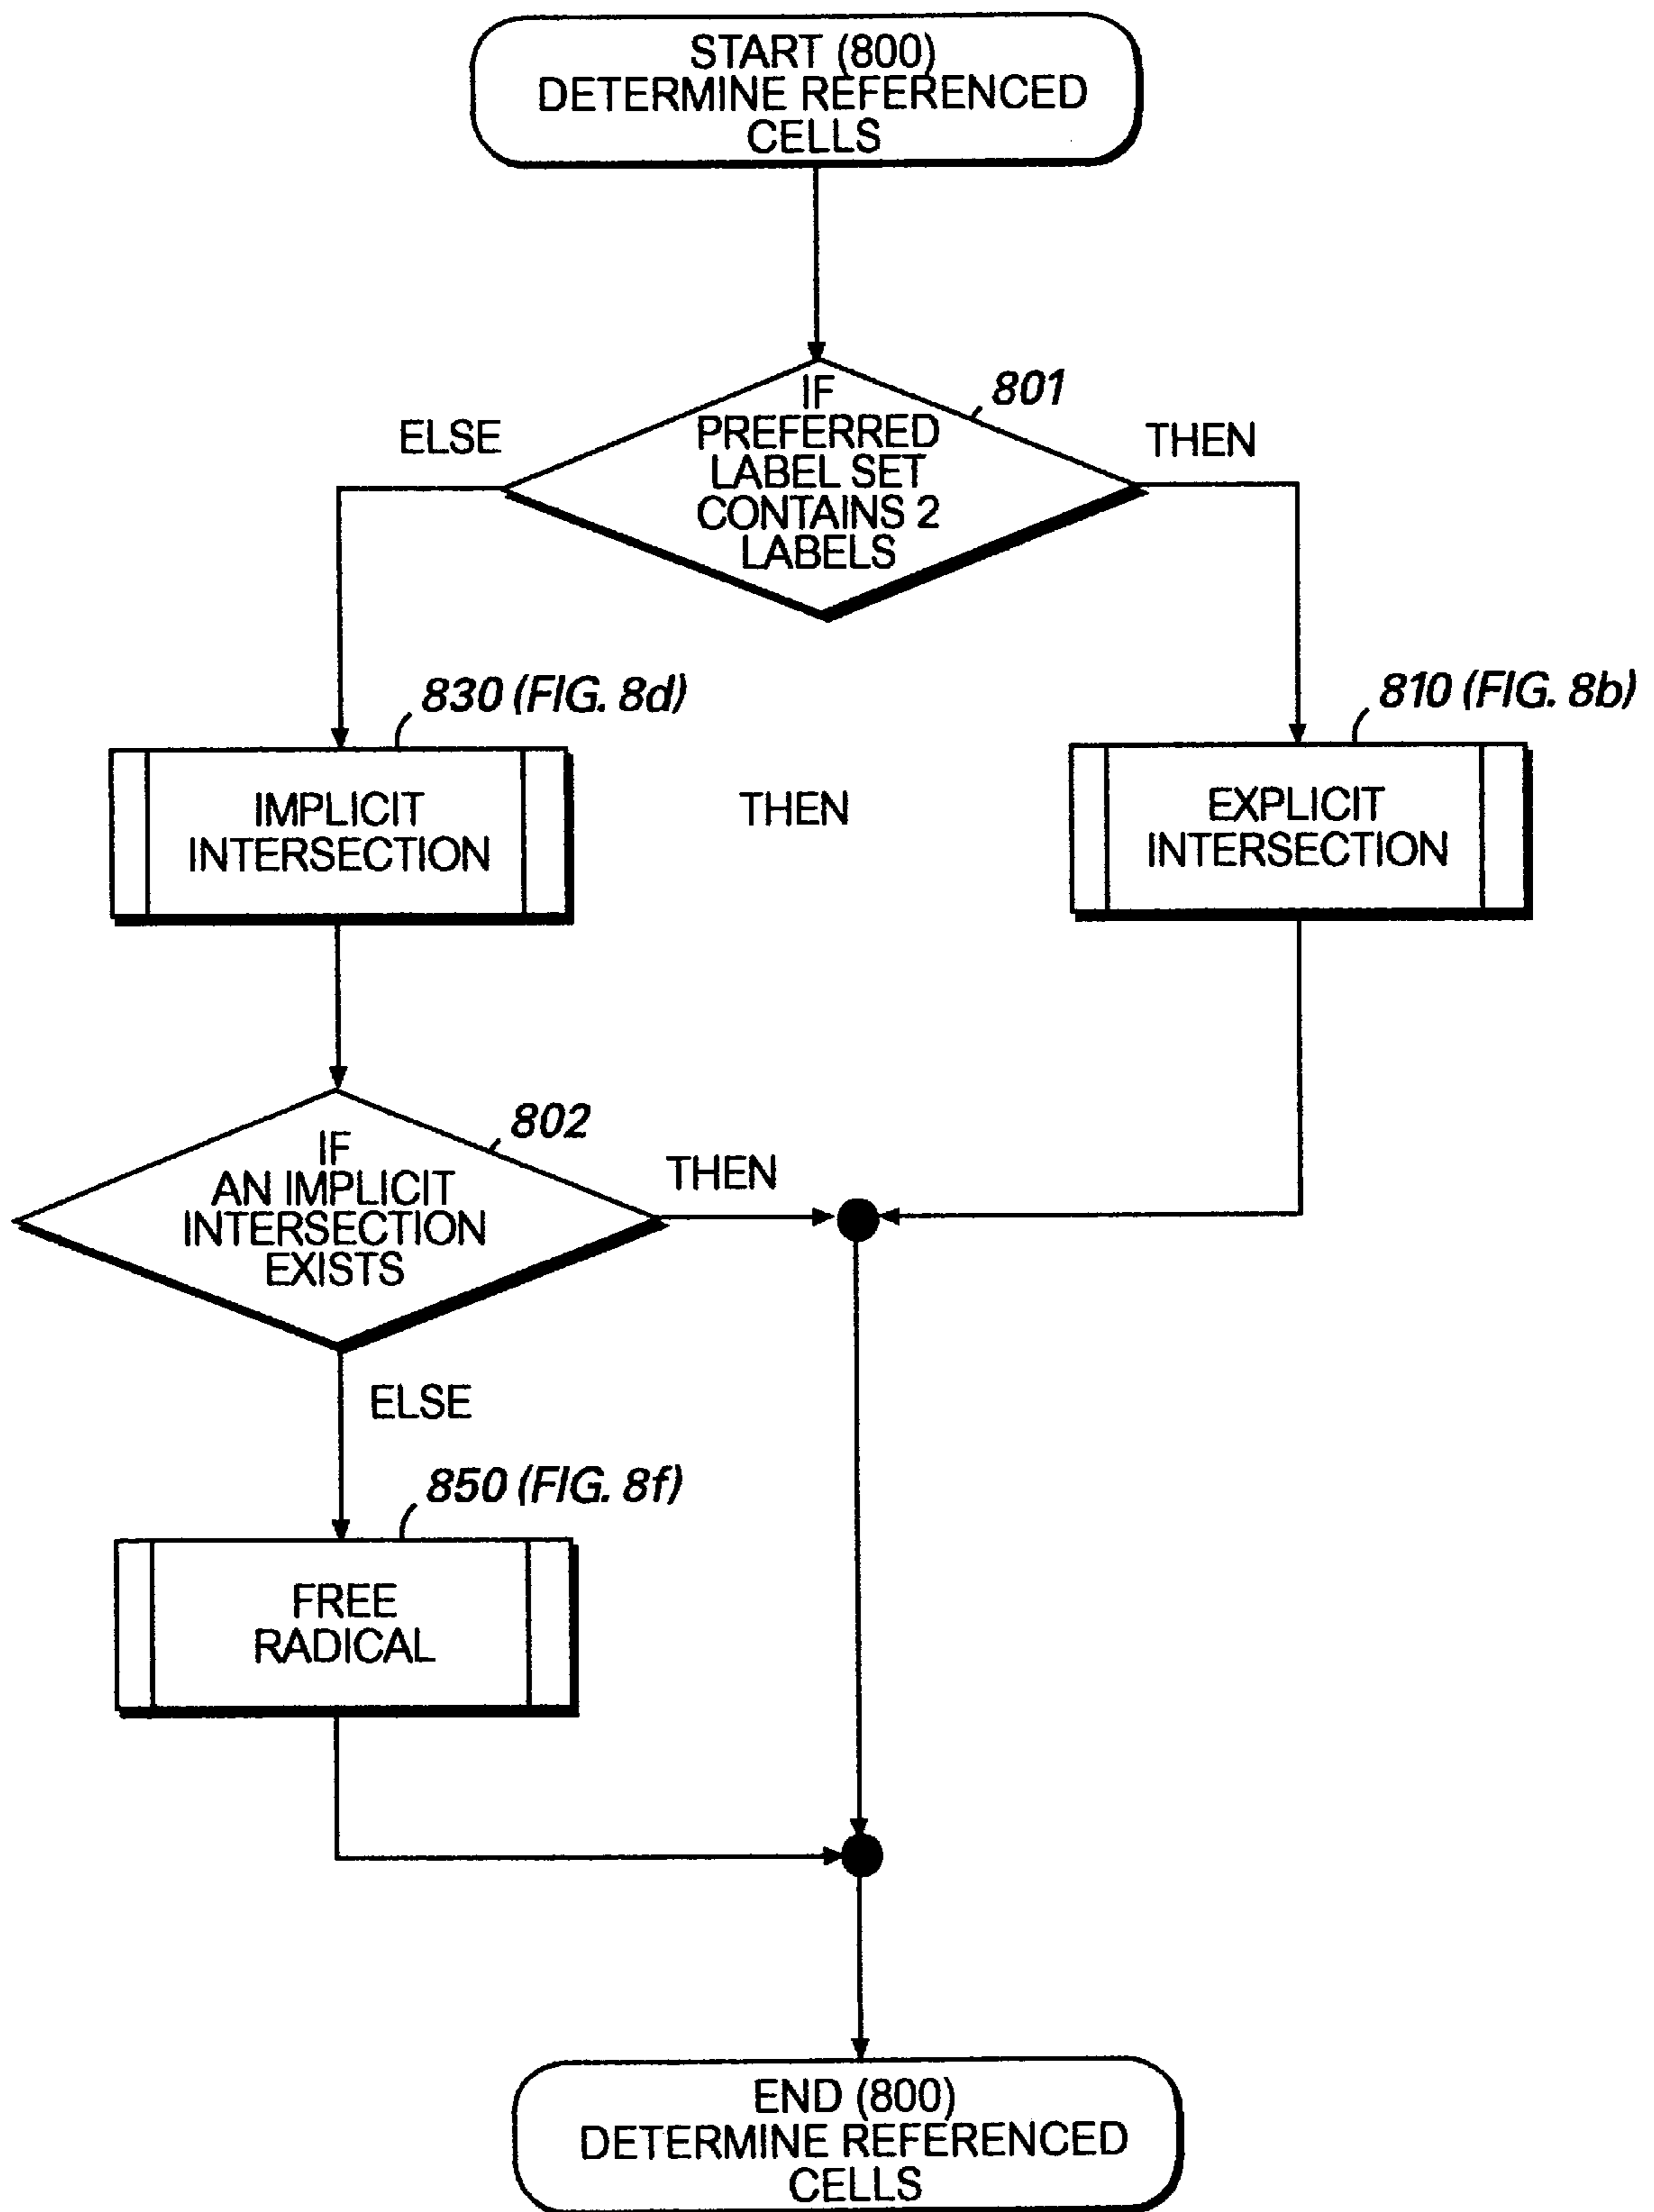 START (800)
DETERMINE REFERENCED
CELLS
801
IF
PREFERRED
LABEL SET
CONTAINS 2
LABELS
ELSE
THEN
830 (FIG. 8d)
810 (FIG. 8b)
IMPLICIT
INTERSECTION
THEN
EXPLICIT
INTERSECTION
802
IF
AN IMPLICIT
INTERSECTION
EXISTS
THEN
ELSE
850 (FIG. 8f)
FREE
RADICAL
END (800)
DETERMINE REFERENCED
CELLS